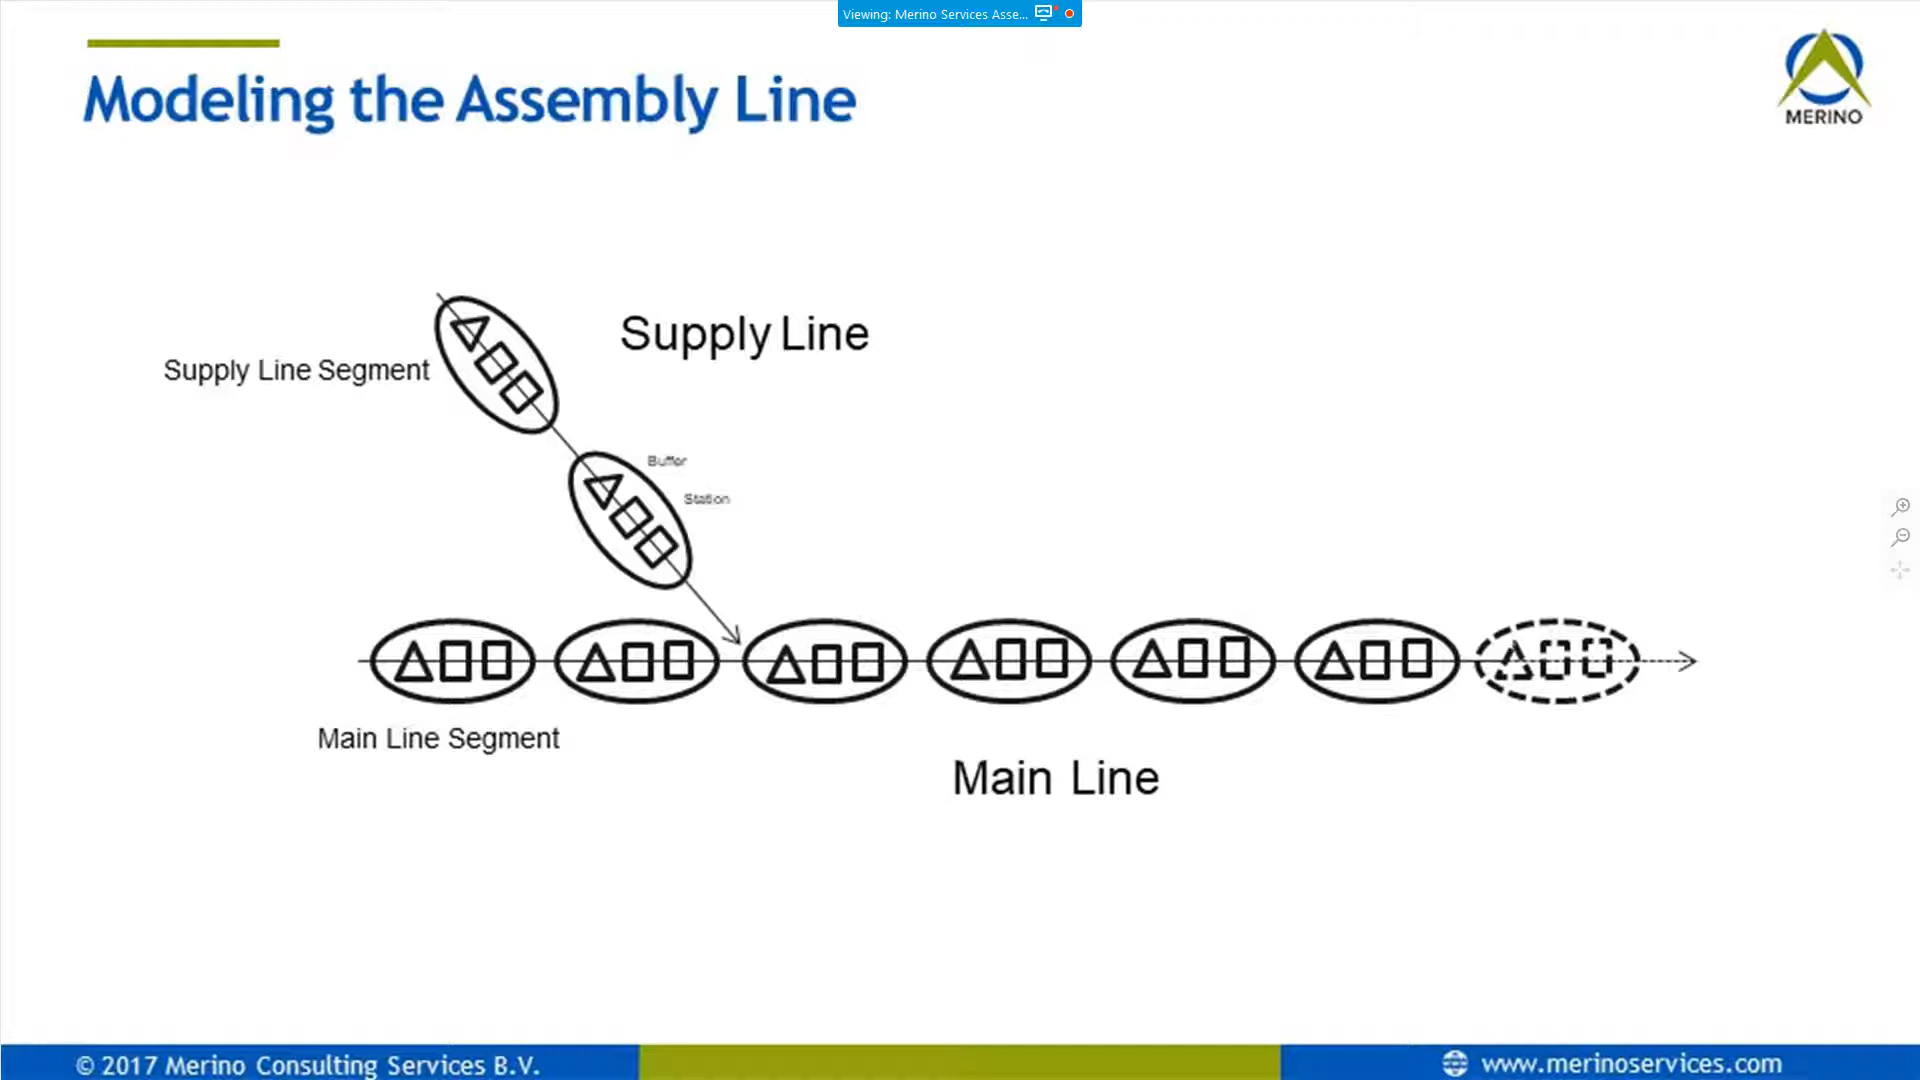 Viewing: Merino Services Asse...
Modeling the Assembly Line
MERINO
Supply Line
Supply Line Segment
Buffer
Station
Main Line Segment
Main Line
© 2017 Merino Consulting Services B.V.
www.merinoservices.com